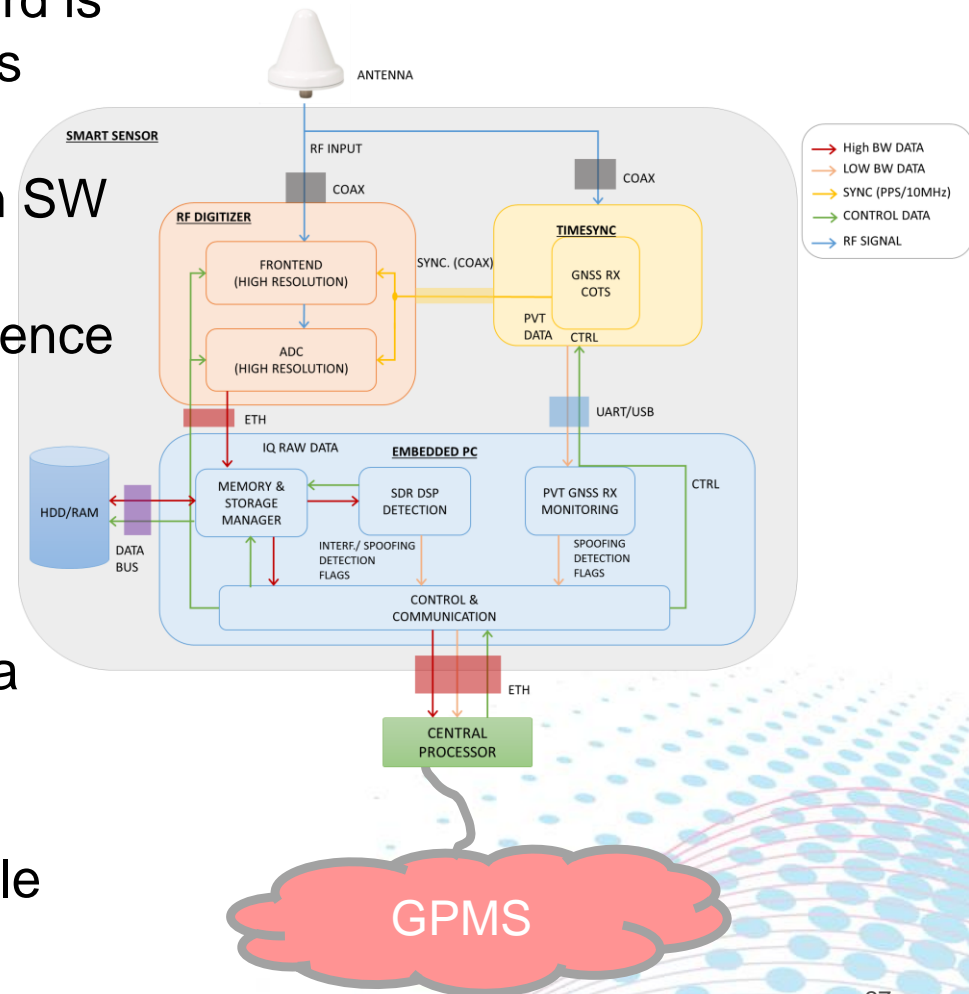 rd is
s
n SW
ence
a
le
ANTENNA
SMART SENSOR
RF INPUT
COAX
COAX
High BW DATA
LOW BW DATA
SYNC (PPS/10MHz)
CONTROL DATA
RF SIGNAL
RF DIGITIZER
FRONTEND
(HIGH RESOLUTION)
ADC
(HIGH RESOLUTION)
SYNC. (COAX)
TIMESYNC
GNSS RX
COTS
PVT
DATA
CTRL
ETH
UART/USB
IQ RAW DATA
EMBEDDED PC
HDD/RAM
DATA
BUS
MEMORY &
STORAGE
MANAGER
SDR DSP
DETECTION
PVT GNSS RX
MONITORING
CTRL
INTERF./ SPOOFING
DETECTION
FLAGS
SPOOFING
DETECTION
FLAGS
CONTROL &
COMMUNICATION
ETH
CENTRAL
PROCESSOR
GPMS